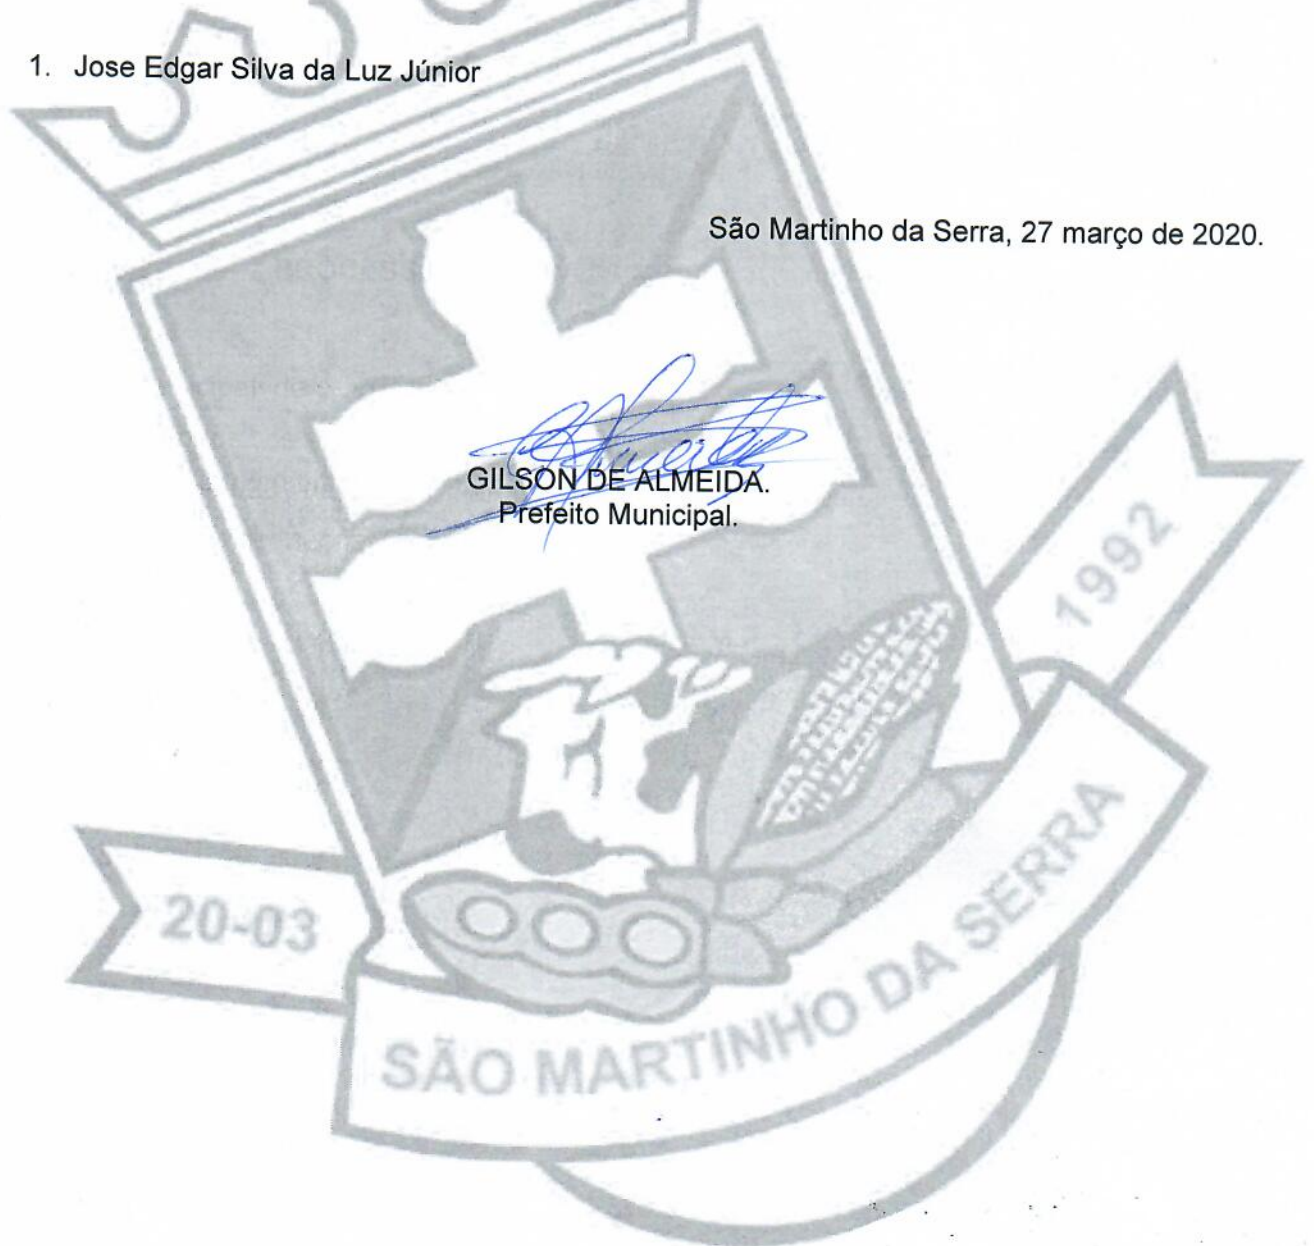 1. Jose Edgar Silva da Luz Júnior
São Martinho da Serra, 27 março de 2020.
GILSON DE ALMEIDA.
Prefeito Municipal.
1992
20-03
SÃO MARTINHO DA SERRA